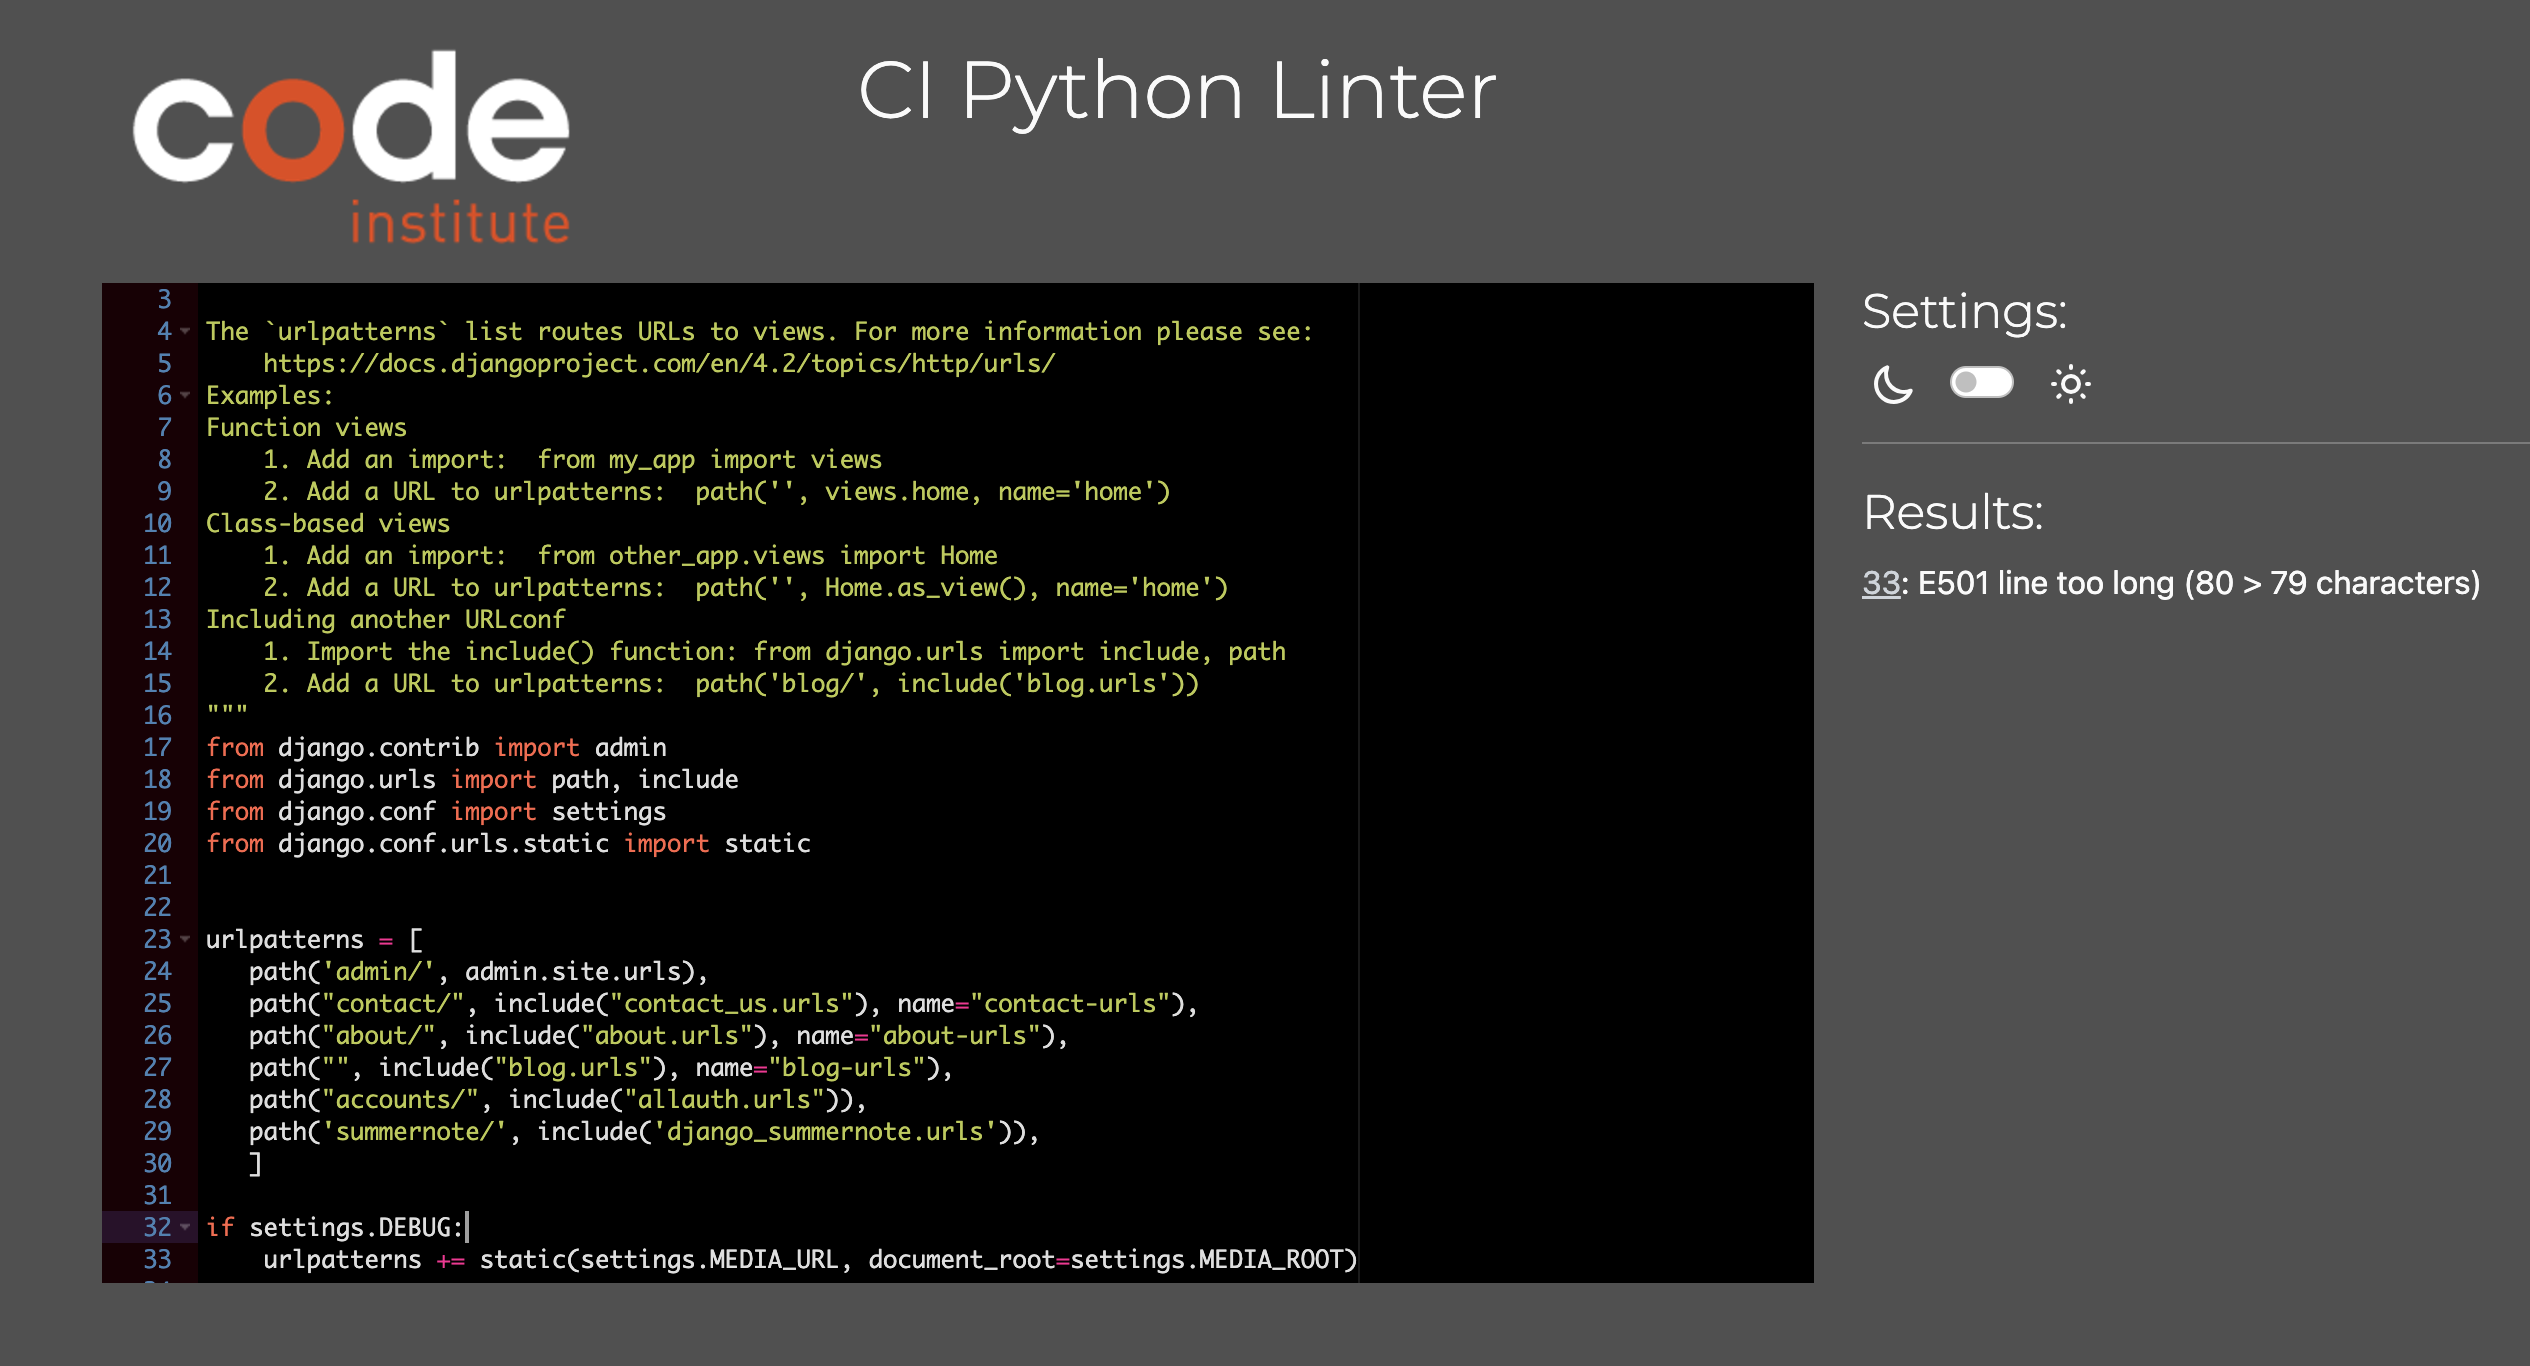 code
institute
CI Python Linter
3
4 The `urlpatterns` list routes URLs to views. For more information please see:
5     https://docs.djangoproject.com/en/4.2/topics/http/urls/
6 Examples:
7 Function views
8     1. Add an import:  from my_app import views
9     2. Add a URL to urlpatterns:  path('', views.home, name='home')
10 Class-based views
11     1. Add an import:  from other_app.views import Home
12     2. Add a URL to urlpatterns:  path('', Home.as_view(), name='home')
13 Including another URLconf
14     1. Import the include() function: from django.urls import include, path
15     2. Add a URL to urlpatterns:  path('blog/', include('blog.urls'))
16 """
17 from django.contrib import admin
18 from django.urls import path, include
19 from django.conf import settings
20 from django.conf.urls.static import static
21
22
23 urlpatterns = [
24    path('admin/', admin.site.urls),
25    path("contact/", include("contact_us.urls"), name="contact-urls"),
26    path("about/", include("about.urls"), name="about-urls"),
27    path("", include("blog.urls"), name="blog-urls"),
28    path("accounts/", include("allauth.urls")),
29    path('summernote/', include('django_summernote.urls')),
30    ]
31
32 if settings.DEBUG:
33     urlpatterns += static(settings.MEDIA_URL, document_root=settings.MEDIA_ROOT)
Settings:
Results:
33: E501 line too long (80 > 79 characters)